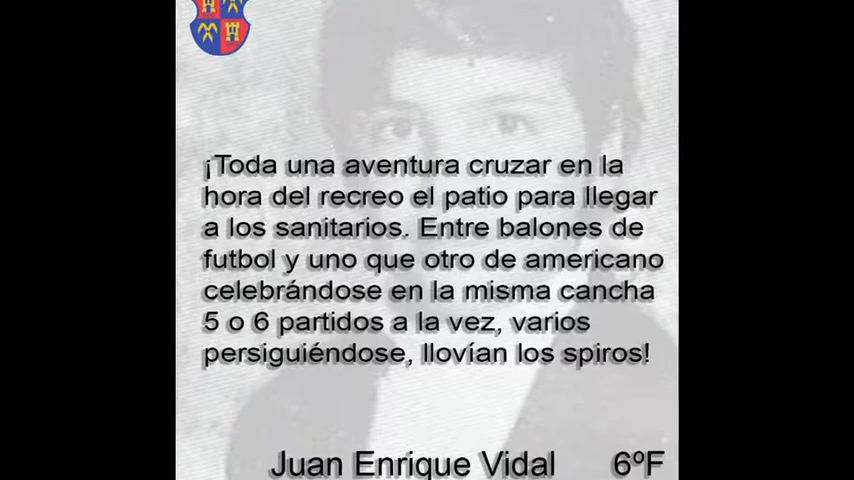 ¡Toda una aventura cruzar en la
hora del recreo el patio para llegar
a los sanitarios. Entre balones de
futbol y uno que otro de americano
celebrándose en la misma cancha
5 o 6 partidos a la vez, varios
persiguiéndose, llovían los spiros!
Juan Enrique Vidal 6ºF